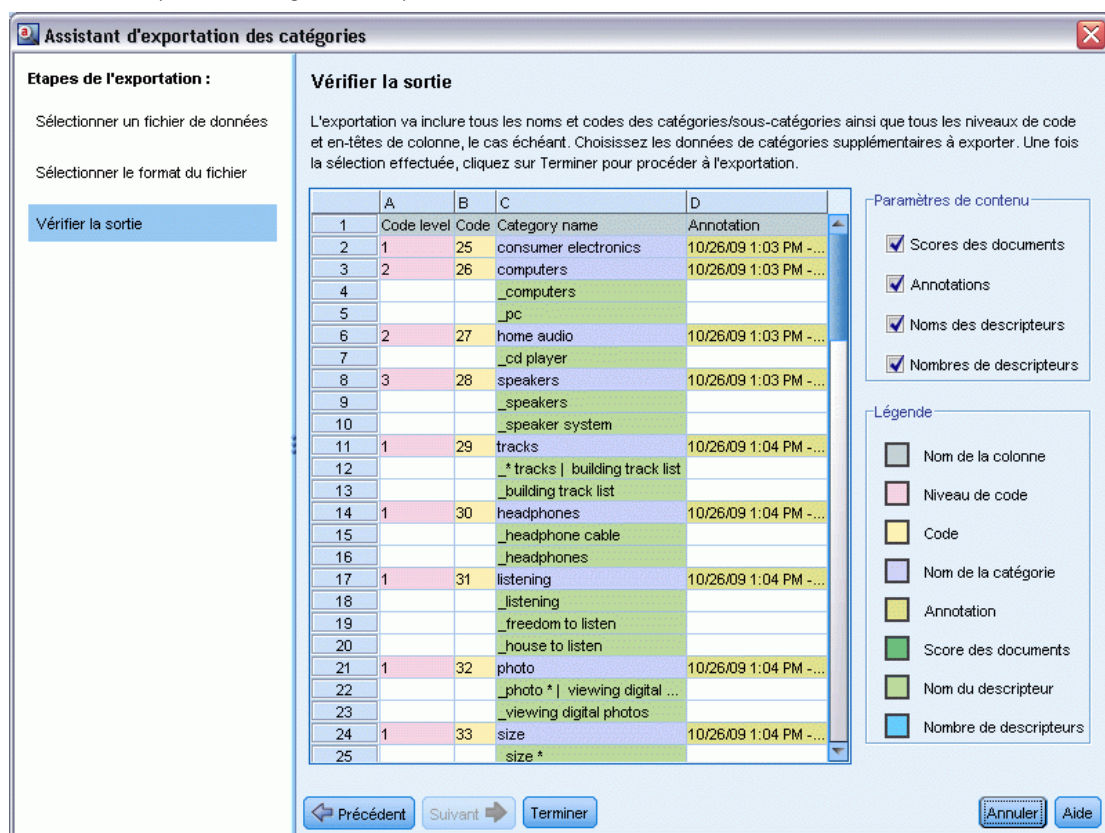 Assistant d'exportation des catégories
Etapes de l'exportation :
Sélectionner un fichier de données
Sélectionner le format du fichier
Vérifier la sortie
Vérifier la sortie
L'exportation va inclure tous les noms et codes des catégories/sous-catégories ainsi que tous les niveaux de code
et en-têtes de colonne, le cas échéant. Choisissez les données de catégories supplémentaires à exporter. Une fois
la sélection effectuée, cliquez sur Terminer pour procéder à l'exportation.
A B C D
1 Code level Code Category name Annotation
2 1 25 consumer electronics 10/26/09 1:03 PM -...
3 2 26 computers 10/26/09 1:03 PM -...
4 _computers
5 _pc
6 2 27 home audio 10/26/09 1:03 PM -...
7 _cd player
8 3 28 speakers 10/26/09 1:03 PM -...
9 _speakers
10 _speaker system
11 1 29 tracks 10/26/09 1:04 PM -...
12 _* tracks | building track list
13 _building track list
14 1 30 headphones 10/26/09 1:04 PM -...
15 _headphone cable
16 _headphones
17 1 31 listening 10/26/09 1:04 PM -...
18 _listening
19 _freedom to listen
20 _house to listen
21 1 32 photo 10/26/09 1:04 PM -...
22 _photo * | viewing digital ...
23 _viewing digital photos
24 1 33 size 10/26/09 1:04 PM -...
25 _size *
Paramètres de contenu
Scores des documents
Annotations
Noms des descripteurs
Nombres de descripteurs
Légende
Nom de la colonne
Niveau de code
Code
Nom de la catégorie
Annotation
Score des documents
Nom du descripteur
Nombre de descripteurs
Précédent Suivant Terminer Annuler Aide